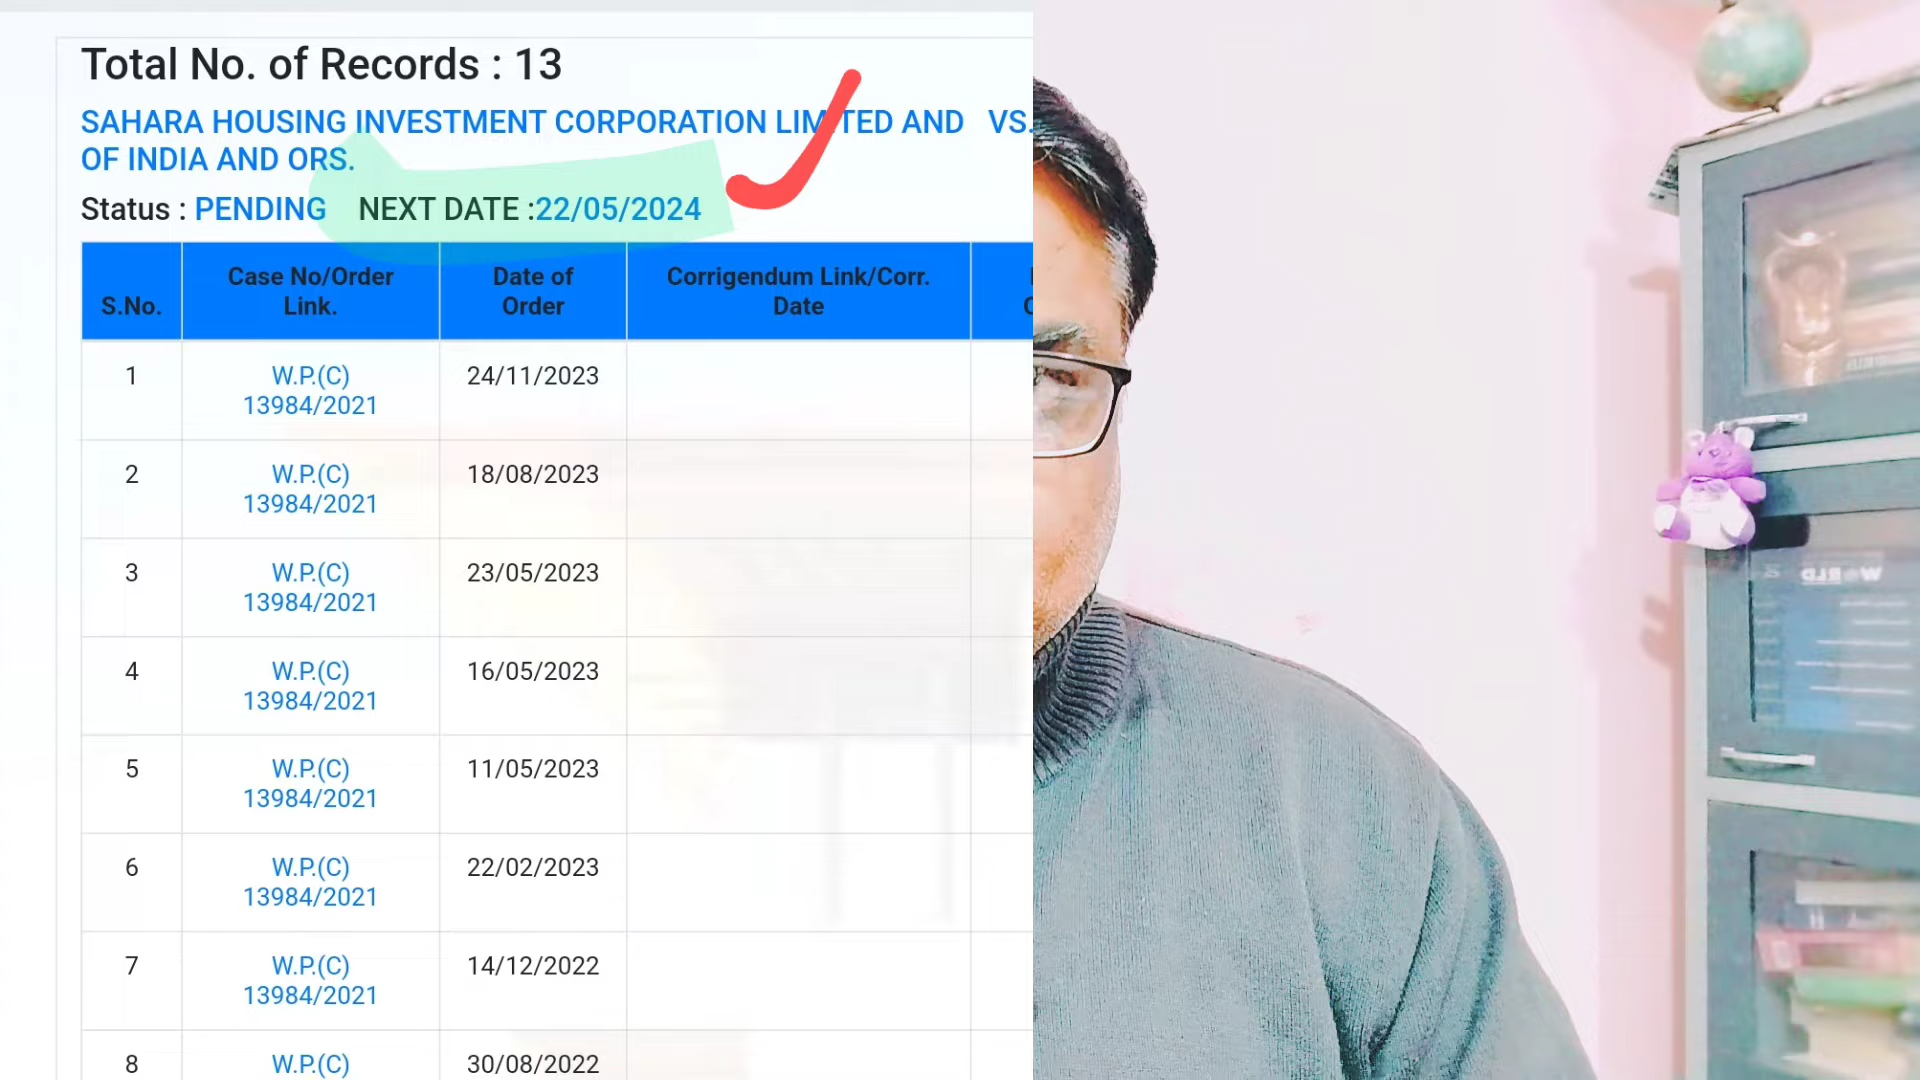 Total No. of Records : 13
SAHARA HOUSING INVESTMENT CORPORATION LIMITED AND VS.
OF INDIA AND ORS.
Status : PENDING NEXT DATE :22/05/2024
S.No.
Case No/Order
Link.
Date of
Order
Corrigendum Link/Corr.
Date
1
W.P.(C)
13984/2021
24/11/2023
2
W.P.(C)
13984/2021
18/08/2023
3
W.P.(C)
13984/2021
23/05/2023
4
W.P.(C)
13984/2021
16/05/2023
5
W.P.(C)
13984/2021
11/05/2023
6
W.P.(C)
13984/2021
22/02/2023
7
W.P.(C)
13984/2021
14/12/2022
8
W.P.(C)
30/08/2022
WORLD